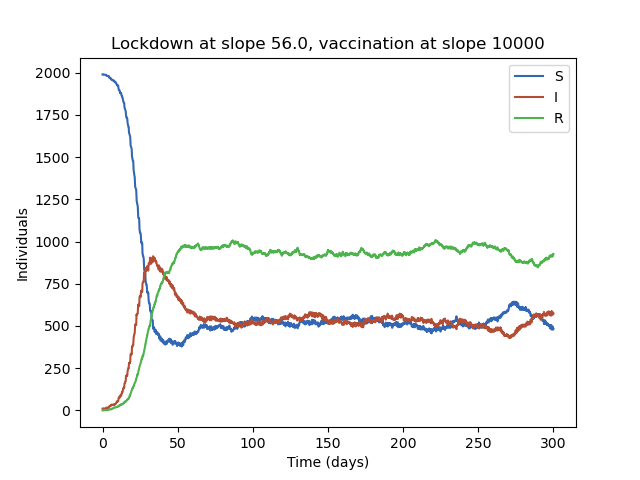 Lockdown at slope 56.0, vaccination at slope 10000
S
I
R
Individuals
2000
1750
1500
1250
1000
750
500
250
0
0 50 100 150 200 250 300
Time (days)